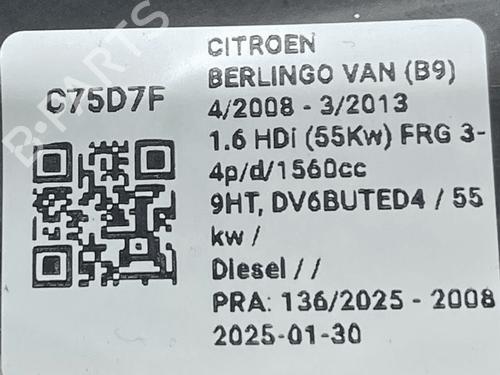 C75D7F
CITROEN
BERLINGO VAN (B9)
4/2008 - 3/2013
1.6 HDi (55Kw) FRG 3-
4p/d/1560cc
9HT, DV6BUTED4 / 55
kw /
Diesel / /
PRA: 136/2025 - 2008
2025-01-30
B-PARTS